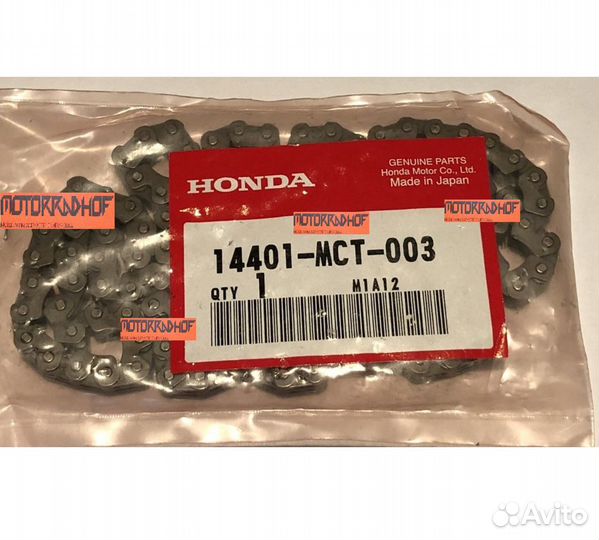 GENUINE PARTS
Honda Motor Co., Ltd.
Made in Japan
HONDA
MOTORRADHOF
MOTORRADHOF
MOTORRADHOF
14401-MCT-003
QTY 1 M1A12
MOTORRADHOF
Avito